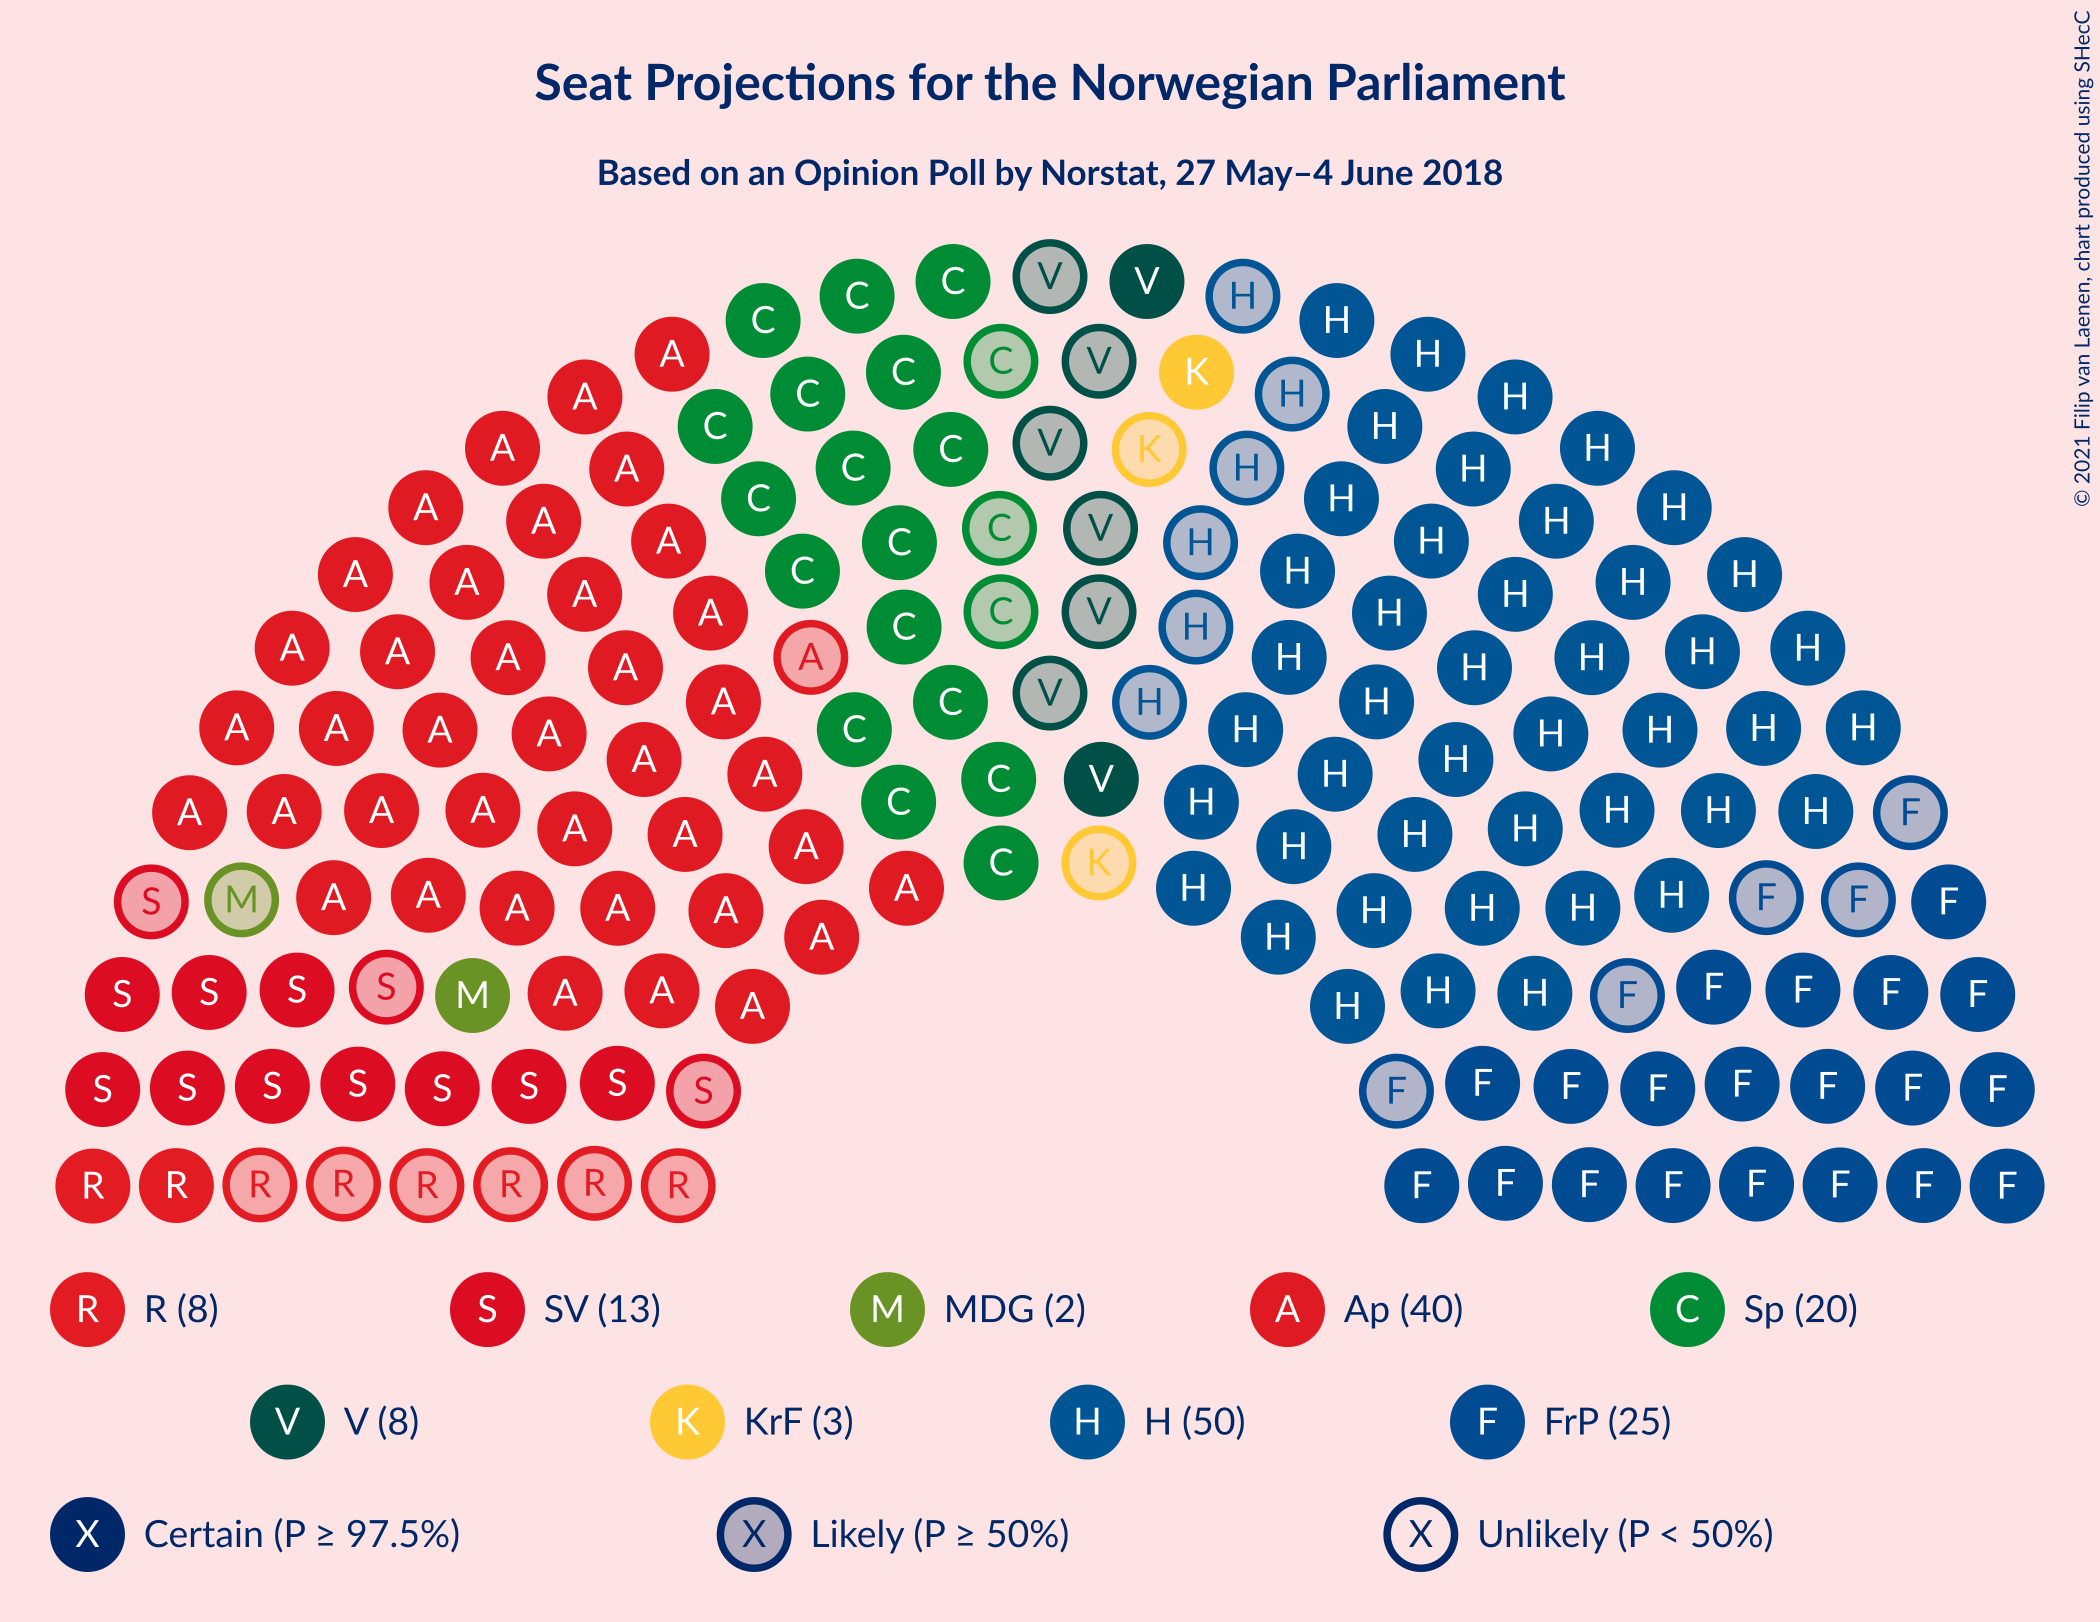 Seat Projections for the Norwegian Parliament
Based on an Opinion Poll by Norstat, 27 May–4 June 2018
© 2021 Filip van Laenen, chart produced using SHecC
C C C V V H H
A C C C C V K H H H
A A C C C V K H H H H
A A C C C V H H H H H
A A A C C C V H H H H H
A A A A A C C V H H H H H H
A A A A A A C C V H H H H H H H
A A A A A A A C C V H H H H H H H F
S M A A A A A A A C K H H H H H H H F F F
S S S S M A A A H H H F F F F F
S S S S S S S S F F F F F F F F
R R R R R R R R F F F F F F F F
R R (8) S SV (13) M MDG (2) A Ap (40) C Sp (20)
V V (8) K KrF (3) H H (50) F FrP (25)
X Certain (P ≥ 97.5%) X Likely (P ≥ 50%) X Unlikely (P < 50%)